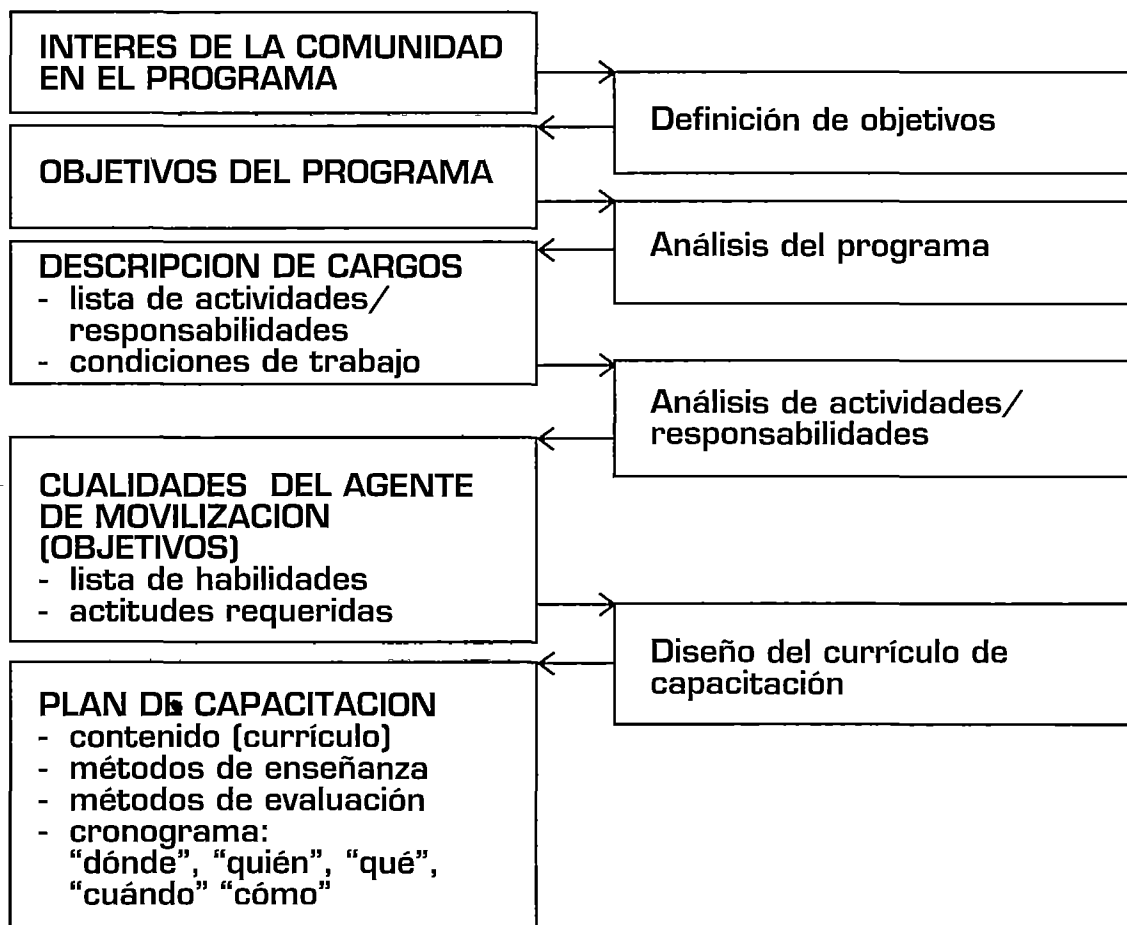 INTERES DE LA COMUNIDAD
EN EL PROGRAMA
Definición de objetivos
OBJETIVOS DEL PROGRAMA
Análisis del programa
DESCRIPCION DE CARGOS
- lista de actividades/
responsabilidades
- condiciones de trabajo
Análisis de actividades/
responsabilidades
CUALIDADES DEL AGENTE
DE MOVILIZACION
(OBJETIVOS)
- lista de habilidades
- actitudes requeridas
Diseño del currículo de
capacitación
PLAN DE CAPACITACION
- contenido (currículo)
- métodos de enseñanza
- métodos de evaluación
- cronograma:
“dónde”, “quién”, “qué”,
“cuándo” “cómo”